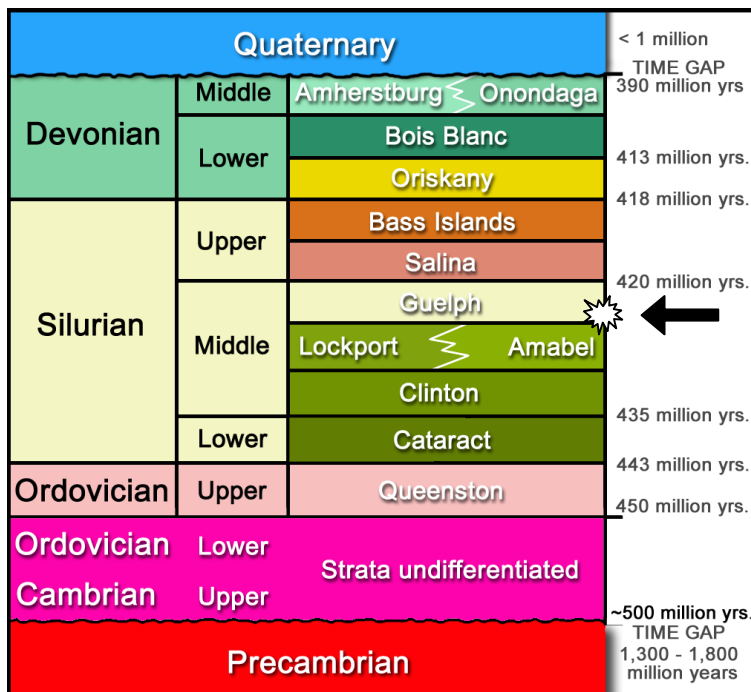 Quaternary
< 1 million
TIME GAP
Devonian
Middle
Amherstburg
Onondaga
390 million yrs
Lower
Bois Blanc
413 million yrs.
Oriskany
418 million yrs.
Silurian
Upper
Bass Islands
Salina
420 million yrs.
Middle
Guelph
Lockport
Amabel
Clinton
435 million yrs.
Lower
Cataract
443 million yrs.
Ordovician
Upper
Queenston
450 million yrs.
Ordovician
Lower
Cambrian
Upper
Strata undifferentiated
~500 million yrs.
TIME GAP
1,300 - 1,800
million years
Precambrian